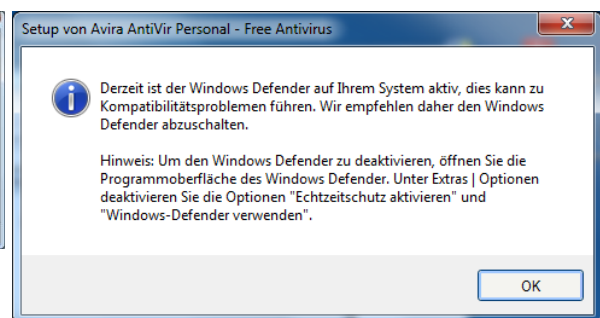 Setup von Avira AntiVir Personal - Free Antivirus
Derzeit ist der Windows Defender auf Ihrem System aktiv, dies kann zu
Kompatibilitätsproblemen führen. Wir empfehlen daher den Windows
Defender abzuschalten.
Hinweis: Um den Windows Defender zu deaktivieren, öffnen Sie die
Programmoberfläche des Windows Defender. Unter Extras | Optionen
deaktivieren Sie die Optionen "Echtzeitschutz aktivieren" und
"Windows-Defender verwenden".
OK